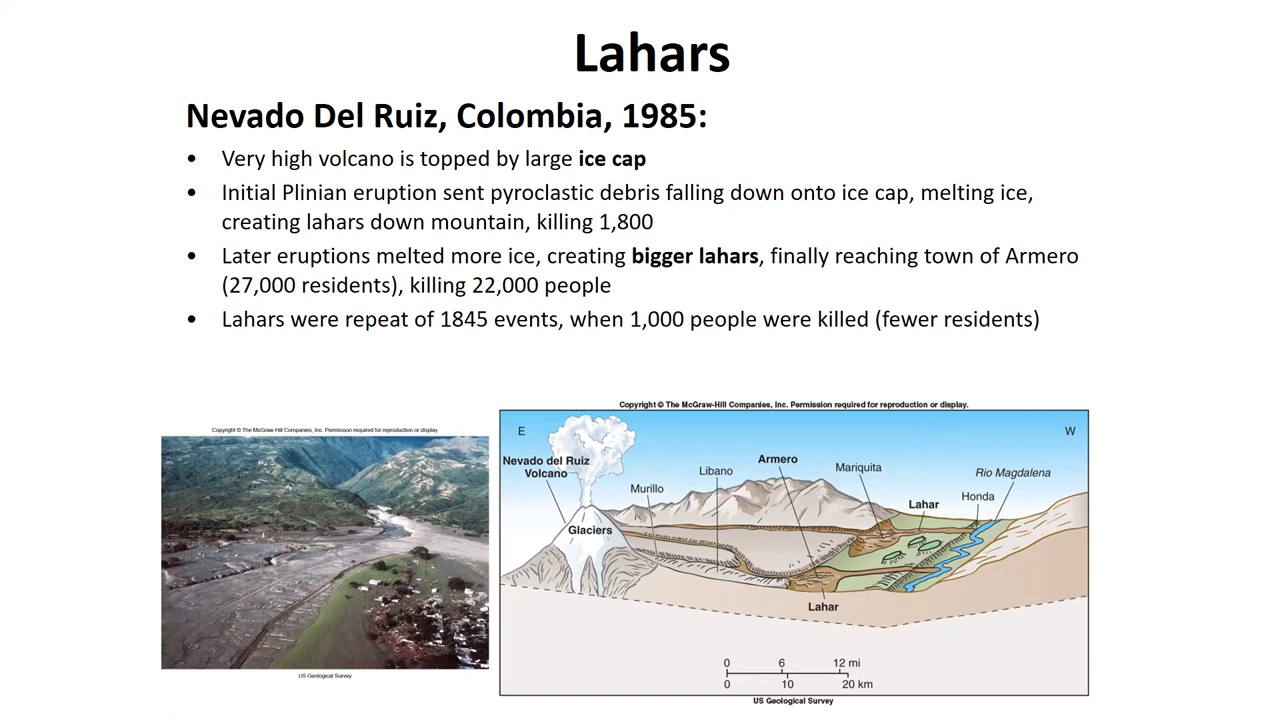 Lahars
Nevado Del Ruiz, Colombia, 1985:
• Very high volcano is topped by large ice cap
• Initial Plinian eruption sent pyroclastic debris falling down onto ice cap, melting ice,
creating lahars down mountain, killing 1,800
• Later eruptions melted more ice, creating bigger lahars, finally reaching town of Armero
(27,000 residents), killing 22,000 people
• Lahars were repeat of 1845 events, when 1,000 people were killed (fewer residents)
Copyright © The McGraw-Hill Companies, Inc. Permission required for reproduction or display
US Geological Survey
Copyright © The McGraw-Hill Companies, Inc. Permission required for reproduction or display.
E
W
Nevado del Ruiz
Volcano
Murillo
Libano
Armero
Mariquita
Rio Magdalena
Honda
Lahar
Glaciers
Lahar
0 6 12 mi
0 10 20 km
US Geological Survey